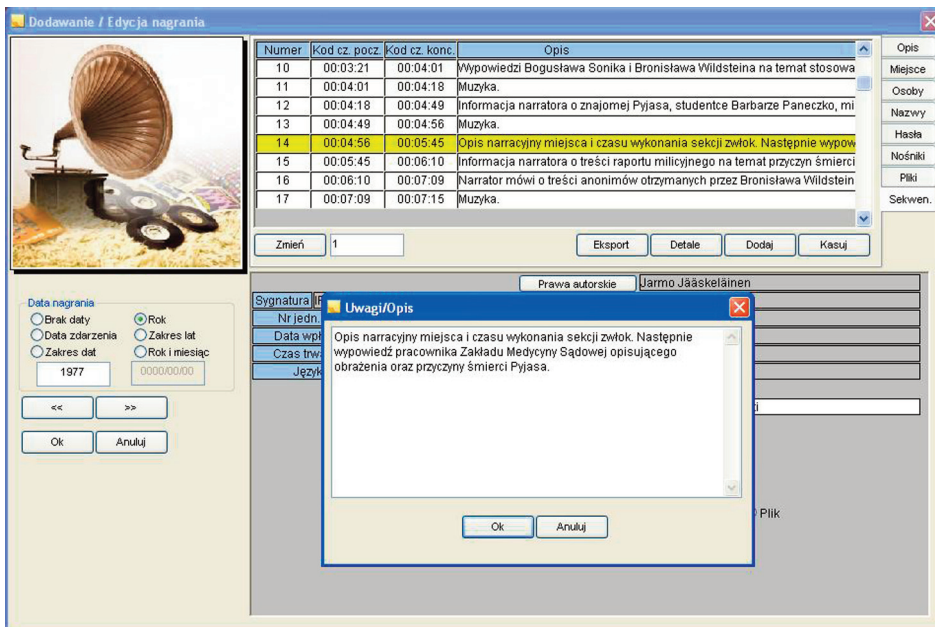 Dodawanie / Edycja nagrania
Numer Kod cz. pocz. Kod cz. konc. Opis
10 00:03:21 00:04:01 Wypowiedzi Bogusława Sonika i Bronisława Wildsteina na temat stosowa
11 00:04:01 00:04:18 Muzyka.
12 00:04:18 00:04:49 Informacja narratora o znajomej Pyjasa, studentce Barbarze Paneczko, mi
13 00:04:49 00:04:56 Muzyka.
14 00:04:56 00:05:45 Opis narracyjny miejsca i czasu wykonania sekcji zwłok. Następnie wypow
15 00:05:45 00:06:10 Informacja narratora o treści raportu milicyjnego na temat przyczyn śmierci
16 00:06:10 00:07:09 Narrator mówi o treści anonimów otrzymanych przez Bronisława Wildstein
17 00:07:09 00:07:15 Muzyka.
Opis
Miejsce
Osoby
Nazwy
Hasła
Nośniki
Pliki
Sekwen.
Zmień 1 Eksport Detale Dodaj Kasuj
Prawa autorskie Jarmo Jääskeläinen
Sygnatura
Nr jedn.
Data wpł
Czas trwa
Język
Data nagrania
Brak daty Rok
Data zdarzenia Zakres lat
Zakres dat Rok i miesiąc
1977 0000/00/00
<< >>
Ok Anuluj
Uwagi/Opis
Opis narracyjny miejsca i czasu wykonania sekcji zwłok. Następnie
wypowiedź pracownika Zakładu Medycyny Sądowej opisującego
obrażenia oraz przyczyny śmierci Pyjasa.
Ok Anuluj
Plik